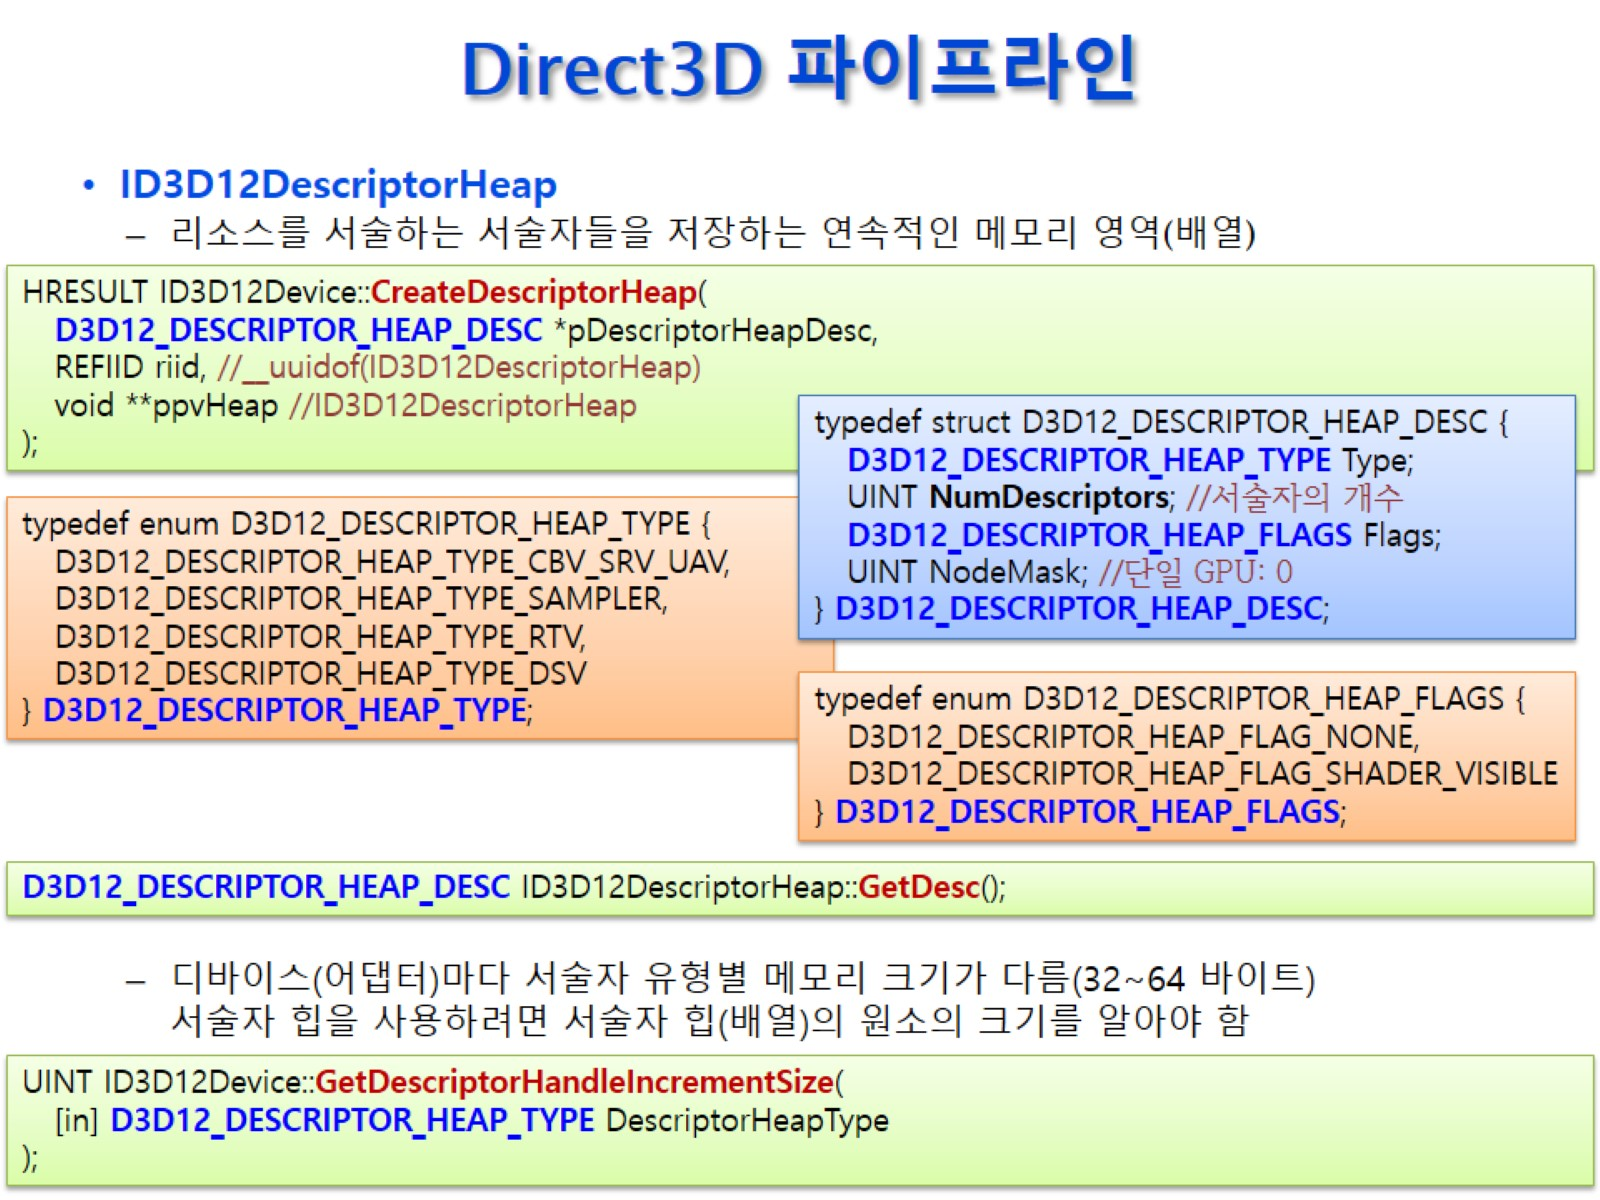 Direct3D 파이프라인
• ID3D12DescriptorHeap
– 리소스를 서술하는 서술자들을 저장하는 연속적인 메모리 영역(배열)
HRESULT ID3D12Device::CreateDescriptorHeap(
D3D12_DESCRIPTOR_HEAP_DESC *pDescriptorHeapDesc,
REFIID riid, //__uuidof(ID3D12DescriptorHeap)
void **ppvHeap //ID3D12DescriptorHeap
);
typedef struct D3D12_DESCRIPTOR_HEAP_DESC {
D3D12_DESCRIPTOR_HEAP_TYPE Type;
UINT NumDescriptors; //서술자의 개수
D3D12_DESCRIPTOR_HEAP_FLAGS Flags;
UINT NodeMask; //단일 GPU: 0
} D3D12_DESCRIPTOR_HEAP_DESC;
typedef enum D3D12_DESCRIPTOR_HEAP_TYPE {
D3D12_DESCRIPTOR_HEAP_TYPE_CBV_SRV_UAV,
D3D12_DESCRIPTOR_HEAP_TYPE_SAMPLER,
D3D12_DESCRIPTOR_HEAP_TYPE_RTV,
D3D12_DESCRIPTOR_HEAP_TYPE_DSV
} D3D12_DESCRIPTOR_HEAP_TYPE;
typedef enum D3D12_DESCRIPTOR_HEAP_FLAGS {
D3D12_DESCRIPTOR_HEAP_FLAG_NONE,
D3D12_DESCRIPTOR_HEAP_FLAG_SHADER_VISIBLE
} D3D12_DESCRIPTOR_HEAP_FLAGS;
D3D12_DESCRIPTOR_HEAP_DESC ID3D12DescriptorHeap::GetDesc();
– 디바이스(어댑터)마다 서술자 유형별 메모리 크기가 다름(32~64 바이트)
서술자 힙을 사용하려면 서술자 힙(배열)의 원소의 크기를 알아야 함
UINT ID3D12Device::GetDescriptorHandleIncrementSize(
[in] D3D12_DESCRIPTOR_HEAP_TYPE DescriptorHeapType
);